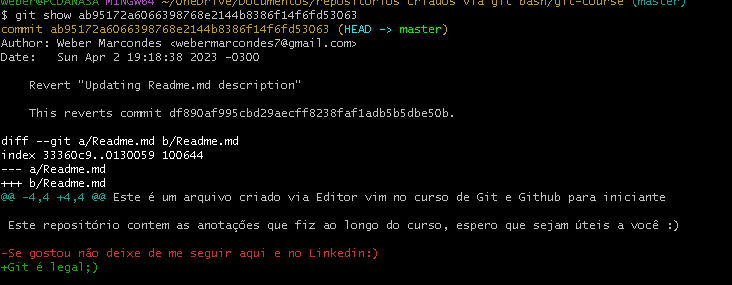 weber@PCDANASA MINGW64 ~/OneDrive/Documentos/repositorios criados via git bash/git-course (master)
$ git show ab95172a6066398768e2144b8386f14f6fd53063
commit ab95172a6066398768e2144b8386f14f6fd53063 (HEAD -> master)
Author: Weber Marcondes <webermarcondes7@gmail.com>
Date:   Sun Apr 2 19:18:38 2023 -0300
Revert "Updating Readme.md description"
This reverts commit df890af995cbd29aecff8238faf1adb5b5dbe50b.
diff --git a/Readme.md b/Readme.md
index 33360c9..0130059 100644
--- a/Readme.md
+++ b/Readme.md
@@ -4,4 +4,4 @@ Este é um arquivo criado via Editor vim no curso de Git e Github para iniciante
Este repositório contem as anotações que fiz ao longo do curso, espero que sejam úteis a você :)
-Se gostou não deixe de me seguir aqui e no Linkedin:)
+Git é legal;)